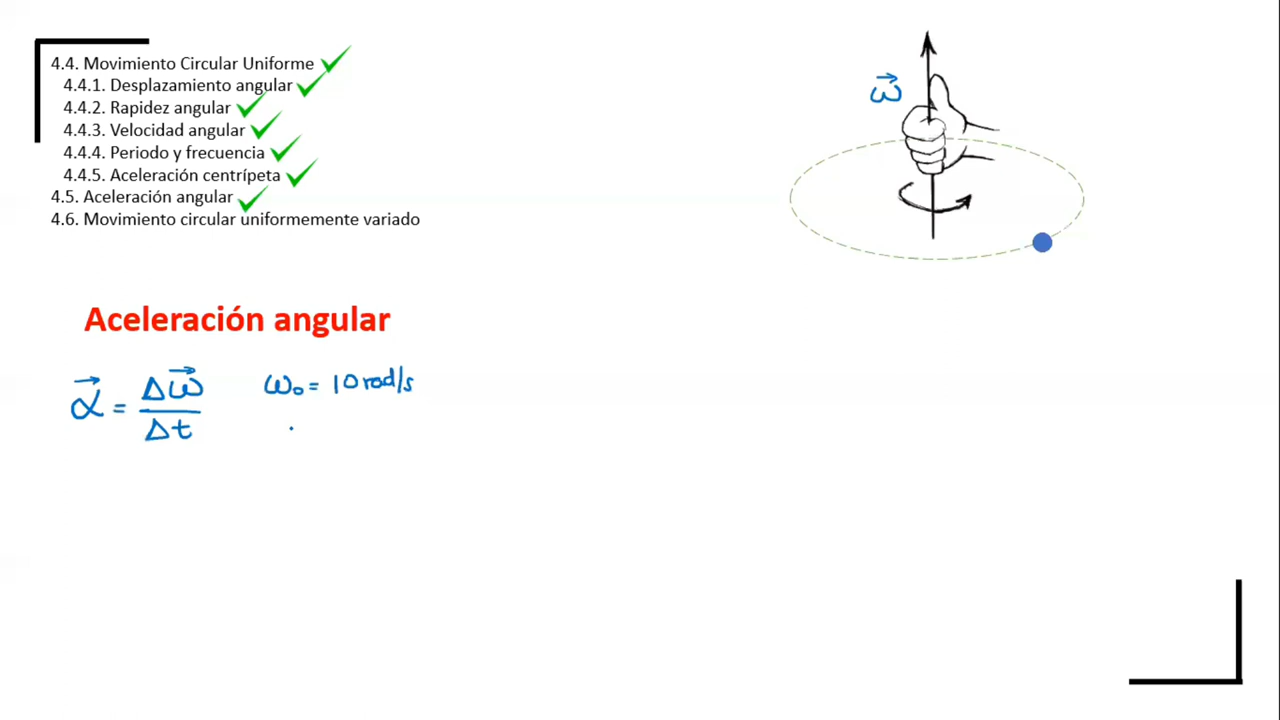 4.4. Movimiento Circular Uniforme
4.4.1. Desplazamiento angular
4.4.2. Rapidez angular
4.4.3. Velocidad angular
4.4.4. Periodo y frecuencia
4.4.5. Aceleración centrípeta
4.5. Aceleración angular
4.6. Movimiento circular uniformemente variado
ω⃗
Aceleración angular
α⃗ = Δω⃗ / Δt
ω₀ = 10 rad/s